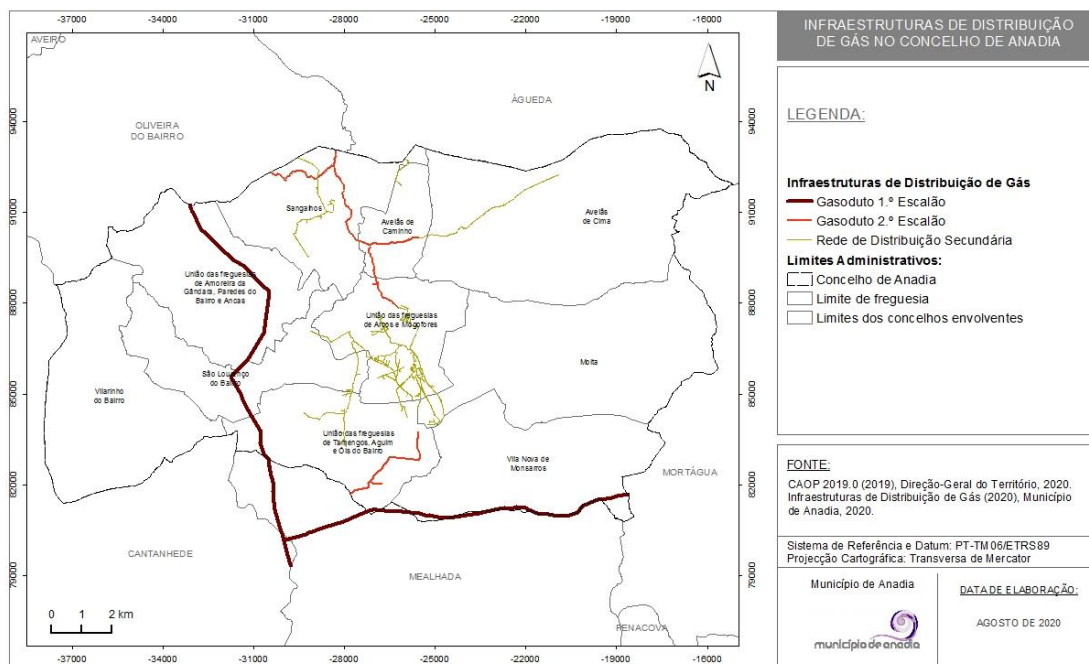 -37000 -34000 -31000 -28000 -25000 -22000 -19000 -16000
AVEIRO
N
ÁGUEDA
OLIVEIRA
DO BAIRRO
94000 94000
Sangalhos
Avelãs de
Caminho
Avelãs
de Cima
91000 91000
União das freguesias
de Amoreira da
Gândara, Paredes do
Bairro e Ancas
88000 88000
União das freguesias
de Arcos e Mogofores
Moita
São Lourenço
do Bairro
Vilarinho
do Bairro
85000 85000
União das freguesias
de Tamengos, Aguim
e Óis do Bairro
Vila Nova de
Monsarros
MORTÁGUA
82000 82000
CANTANHEDE
MEALHADA
79000 79000
0 1 2 km
PENACOVA
-37000 -34000 -31000 -28000 -25000 -22000 -19000 -16000
INFRAESTRUTURAS DE DISTRIBUIÇÃO
DE GÁS NO CONCELHO DE ANADIA
LEGENDA:
Infraestruturas de Distribuição de Gás
Gasoduto 1.º Escalão
Gasoduto 2.º Escalão
Rede de Distribuição Secundária
Limites Administrativos:
Concelho de Anadia
Limite de freguesia
Limites dos concelhos envolventes
FONTE:
CAOP 2019.0 (2019), Direção-Geral do Território, 2020.
Infraestruturas de Distribuição de Gás (2020), Município
de Anadia, 2020.
Sistema de Referência e Datum: PT-TM06/ETRS89
Projecção Cartográfica: Transversa de Mercator
Município de Anadia
município de anadia
DATA DE ELABORAÇÃO:
AGOSTO DE 2020